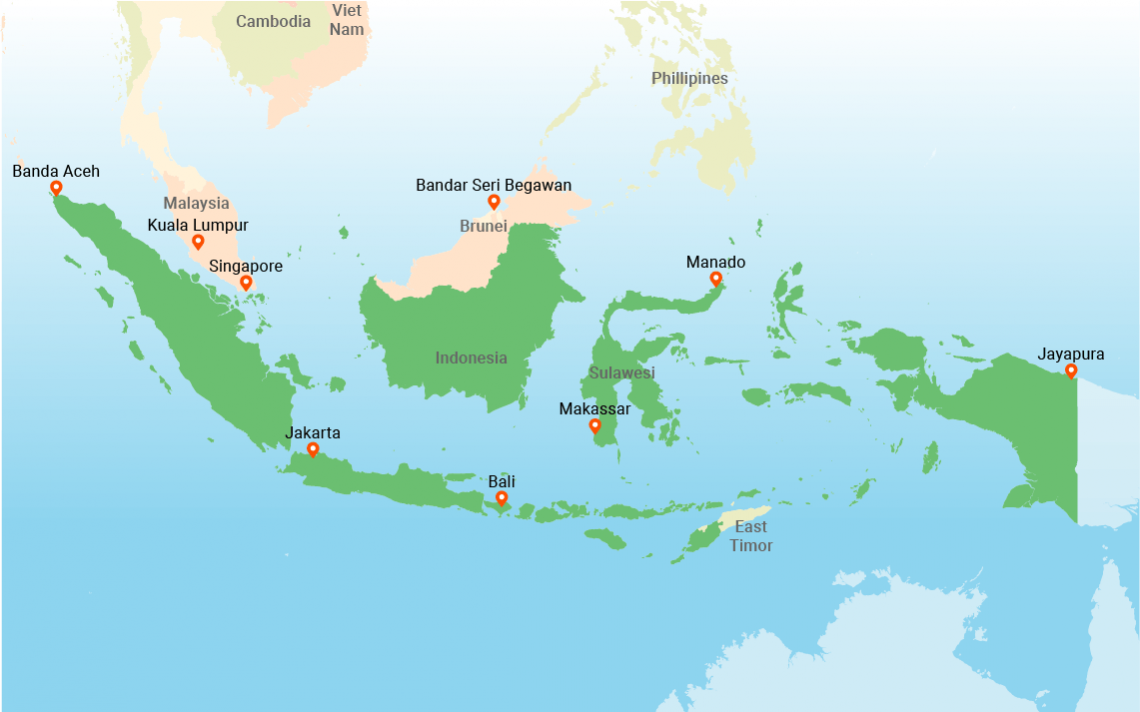 Cambodia
Viet
Nam
Phillipines
Banda Aceh
Malaysia
Kuala Lumpur
Singapore
Bandar Seri Begawan
Brunei
Manado
Indonesia
Sulawesi
Jayapura
Makassar
Jakarta
Bali
East
Timor